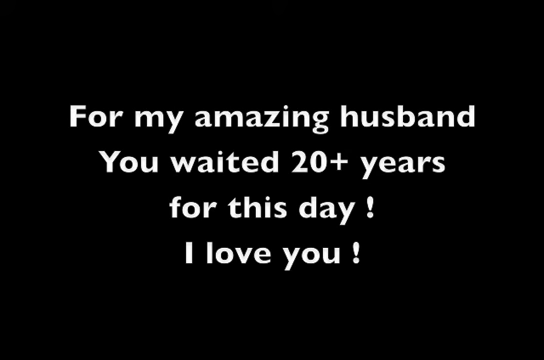 For my amazing husband
You waited 20+ years
for this day !
I love you !